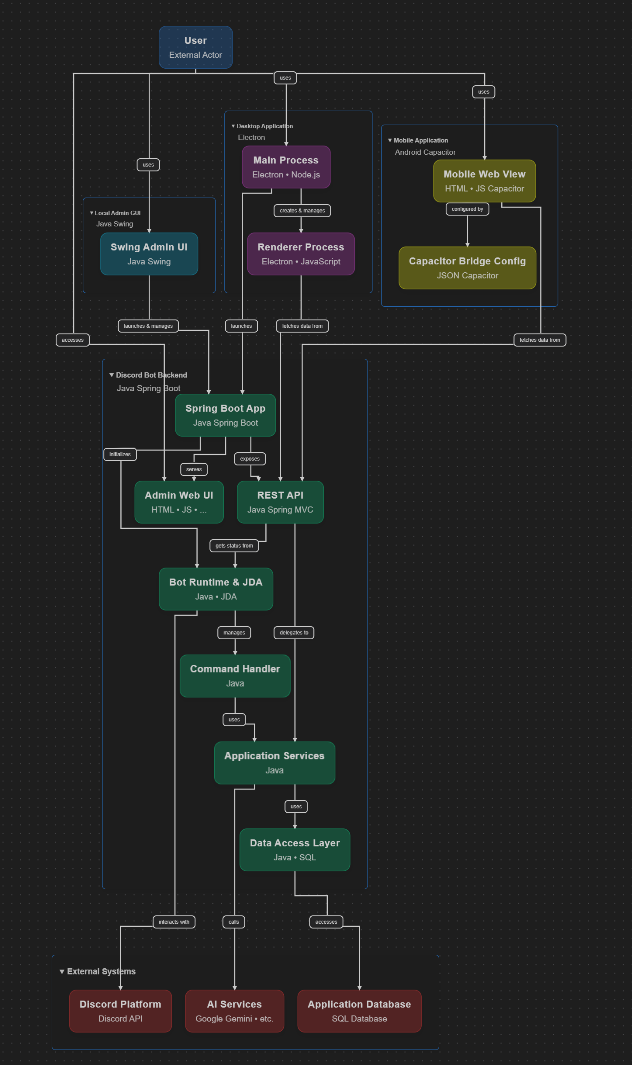 User
External Actor
uses
uses
uses
▾ Desktop Application
Electron
Main Process
Electron • Node.js
▾ Mobile Application
Android Capacitor
Mobile Web View
HTML • JS Capacitor
creates & manages
configured by
▾ Local Admin GUI
Java Swing
Swing Admin UI
Java Swing
Renderer Process
Electron • JavaScript
Capacitor Bridge Config
JSON Capacitor
launches & manages
launches
fetches data from
accesses
fetches data from
▾ Discord Bot Backend
Java Spring Boot
Spring Boot App
Java Spring Boot
initializes
serves
exposes
Admin Web UI
HTML • JS • ...
REST API
Java Spring MVC
gets status from
Bot Runtime & JDA
Java • JDA
manages
delegates to
Command Handler
Java
uses
Application Services
Java
uses
Data Access Layer
Java • SQL
interacts with
calls
accesses
▾ External Systems
Discord Platform
Discord API
AI Services
Google Gemini • etc.
Application Database
SQL Database